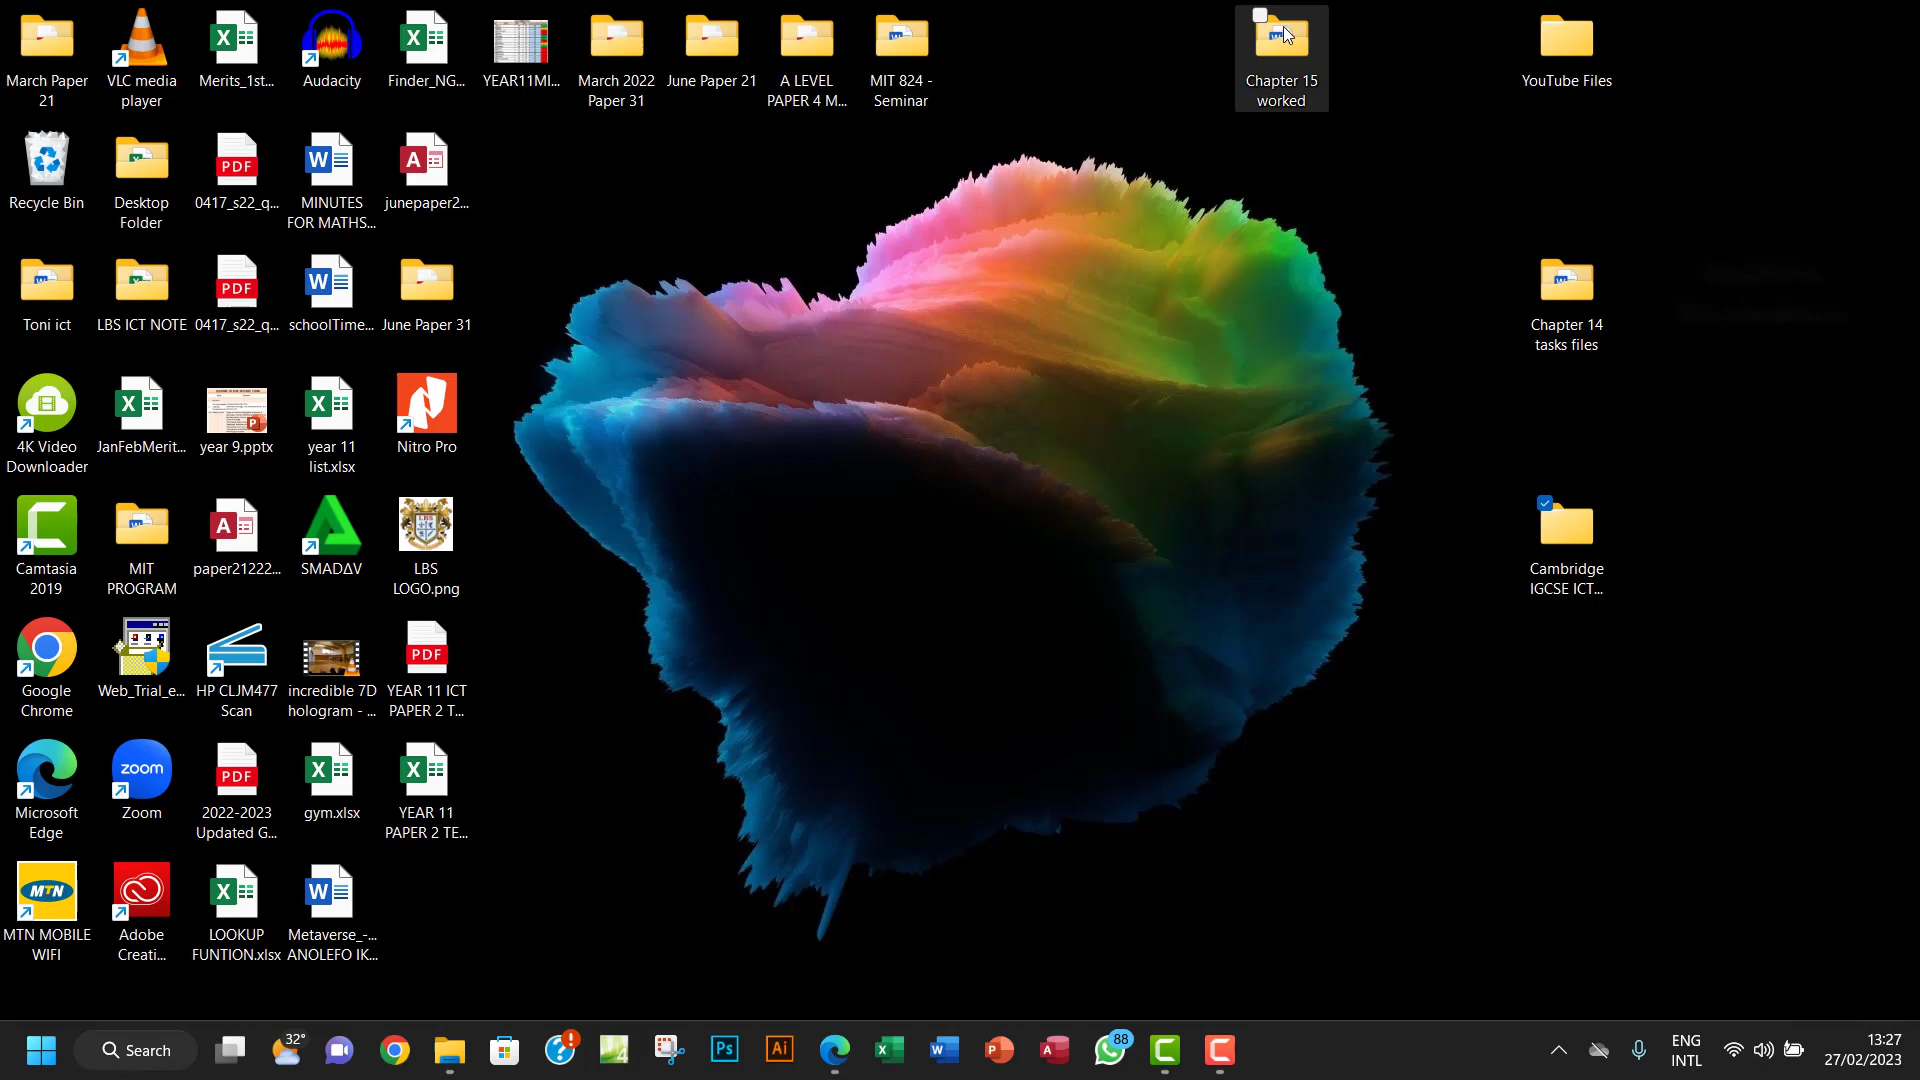 March Paper
21
VLC media
player
Merits_1st...
Audacity
Finder_NG...
YEAR11MI...
March 2022
Paper 31
June Paper 21
A LEVEL
PAPER 4 M...
MIT 824 -
Seminar
Chapter 15
worked
YouTube Files
Recycle Bin
Desktop
Folder
PDF
0417_s22_q...
MINUTES
FOR MATHS...
junepaper2...
Toni ict
LBS ICT NOTE
PDF
0417_s22_q...
schoolTime...
June Paper 31
Chapter 14
tasks files
4K Video
Downloader
JanFebMerit...
year 9.pptx
year 11
list.xlsx
Nitro Pro
Camtasia
2019
MIT
PROGRAM
paper21222...
SMADAV
LBS
LOGO.png
Cambridge
IGCSE ICT...
Google
Chrome
Web_Trial_e...
HP CLJM477
Scan
incredible 7D
hologram - ...
PDF
YEAR 11 ICT
PAPER 2 T...
Microsoft
Edge
zoom
Zoom
PDF
2022-2023
Updated G...
gym.xlsx
YEAR 11
PAPER 2 TE...
MTN
MTN MOBILE
WIFI
Adobe
Creati...
LOOKUP
FUNTION.xlsx
Metaverse_-...
ANOLEFO IK...
Search
32°
Ps
Ai
88
ENG
INTL
13:27
27/02/2023